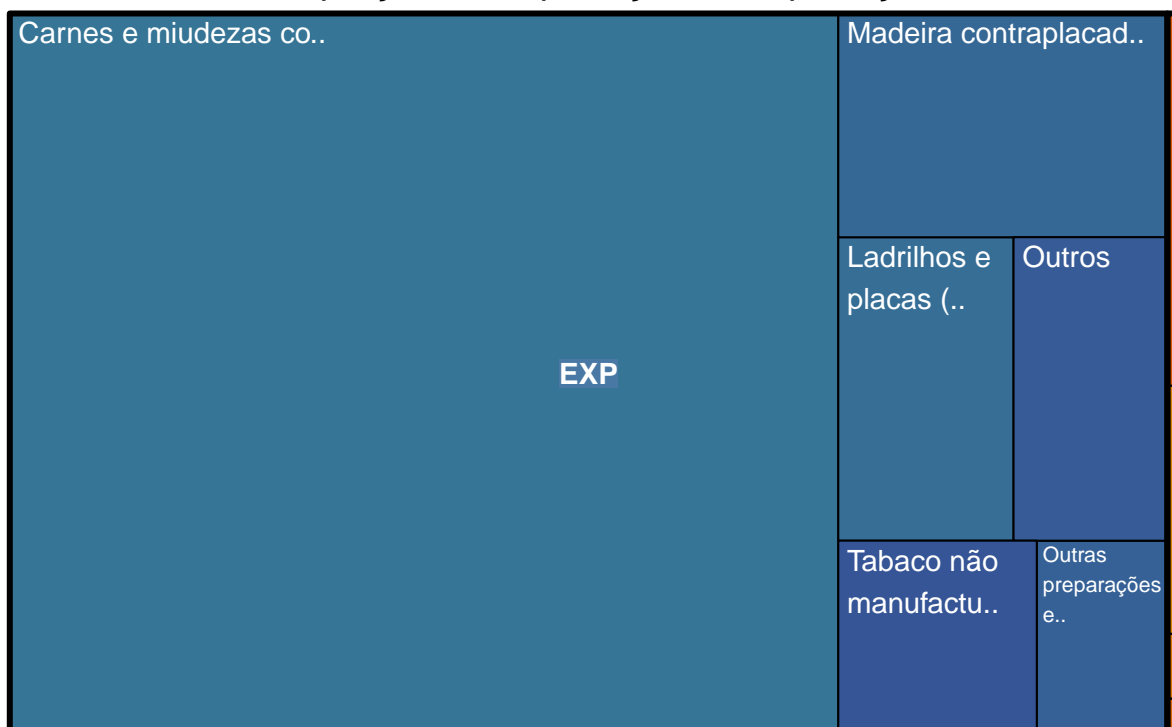 Carnes e miudezas co..
Madeira contraplacad..
Ladrilhos e
placas (..
Outros
EXP
Tabaco não
manufactu..
Outras
preparações
e..